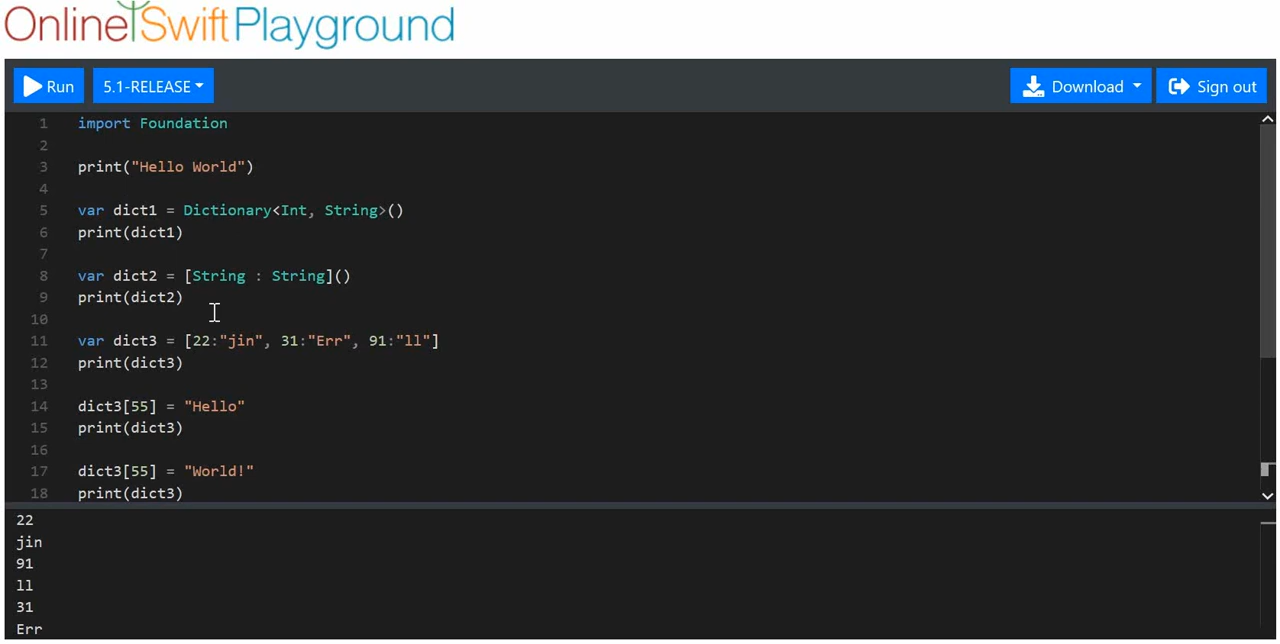 Online Swift Playground
Run 5.1-RELEASE Download Sign out
1 import Foundation
2
3 print("Hello World")
4
5 var dict1 = Dictionary<Int, String>()
6 print(dict1)
7
8 var dict2 = [String : String]()
9 print(dict2)
10
11 var dict3 = [22:"jin", 31:"Err", 91:"ll"]
12 print(dict3)
13
14 dict3[55] = "Hello"
15 print(dict3)
16
17 dict3[55] = "World!"
18 print(dict3)
22
jin
91
ll
31
Err